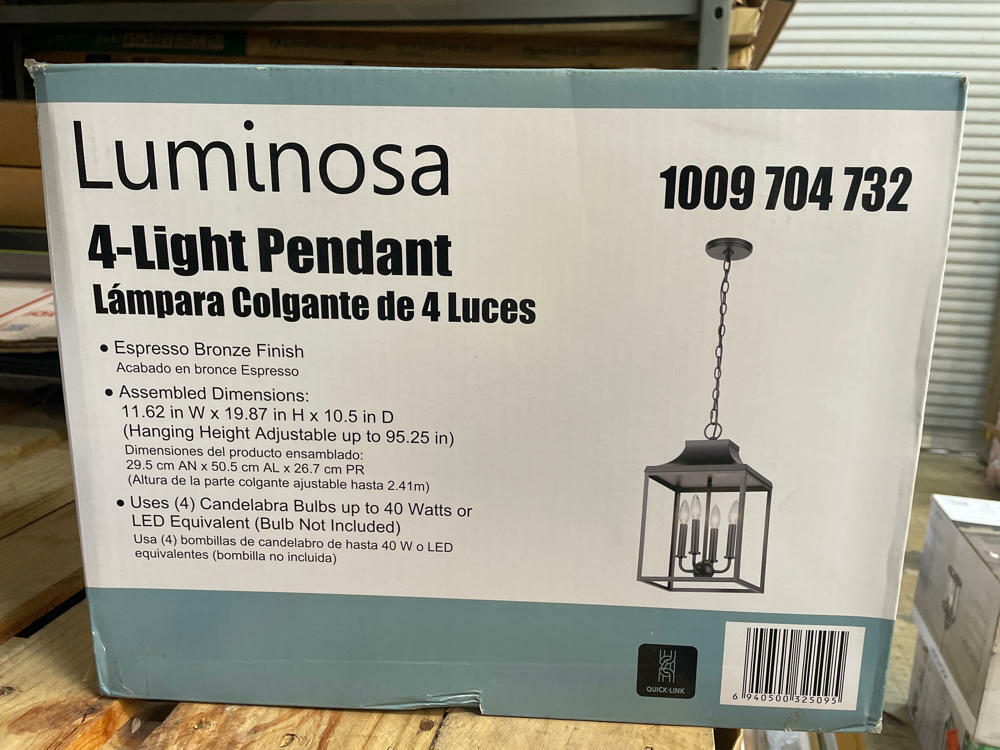 Luminosa
1009 704 732
4-Light Pendant
Lámpara Colgante de 4 Luces
• Espresso Bronze Finish
Acabado en bronce Espresso
• Assembled Dimensions:
11.62 in W x 19.87 in H x 10.5 in D
(Hanging Height Adjustable up to 95.25 in)
Dimensiones del producto ensamblado:
29.5 cm AN x 50.5 cm AL x 26.7 cm PR
(Altura de la parte colgante ajustable hasta 2.41m)
• Uses (4) Candelabra Bulbs up to 40 Watts or
LED Equivalent (Bulb Not Included)
Usa (4) bombillas de candelabro de hasta 40 W o LED
equivalentes (bombilla no incluida)
QUICK-LINK
6 940500 325095